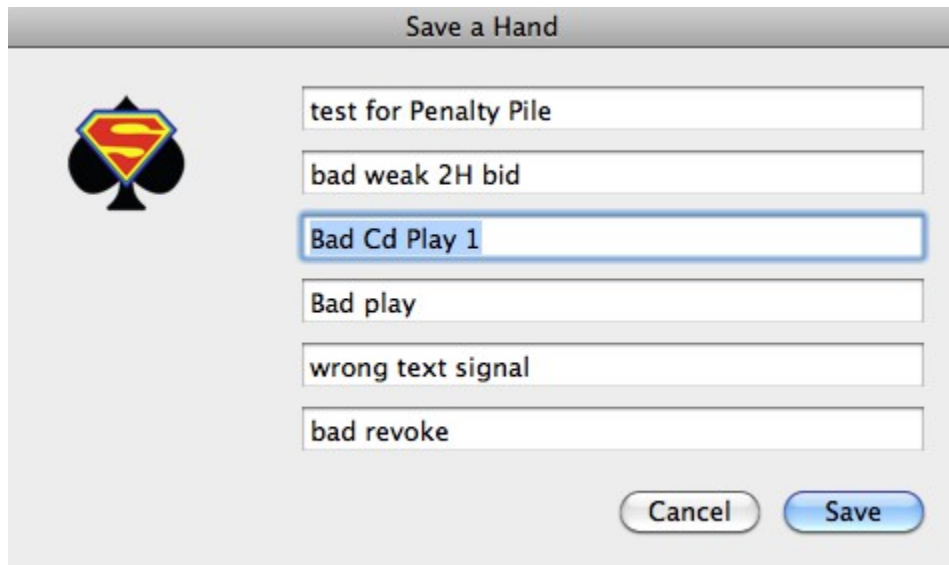 Save a Hand
S
test for Penalty Pile
bad weak 2H bid
Bad Cd Play 1
Bad play
wrong text signal
bad revoke
Cancel Save